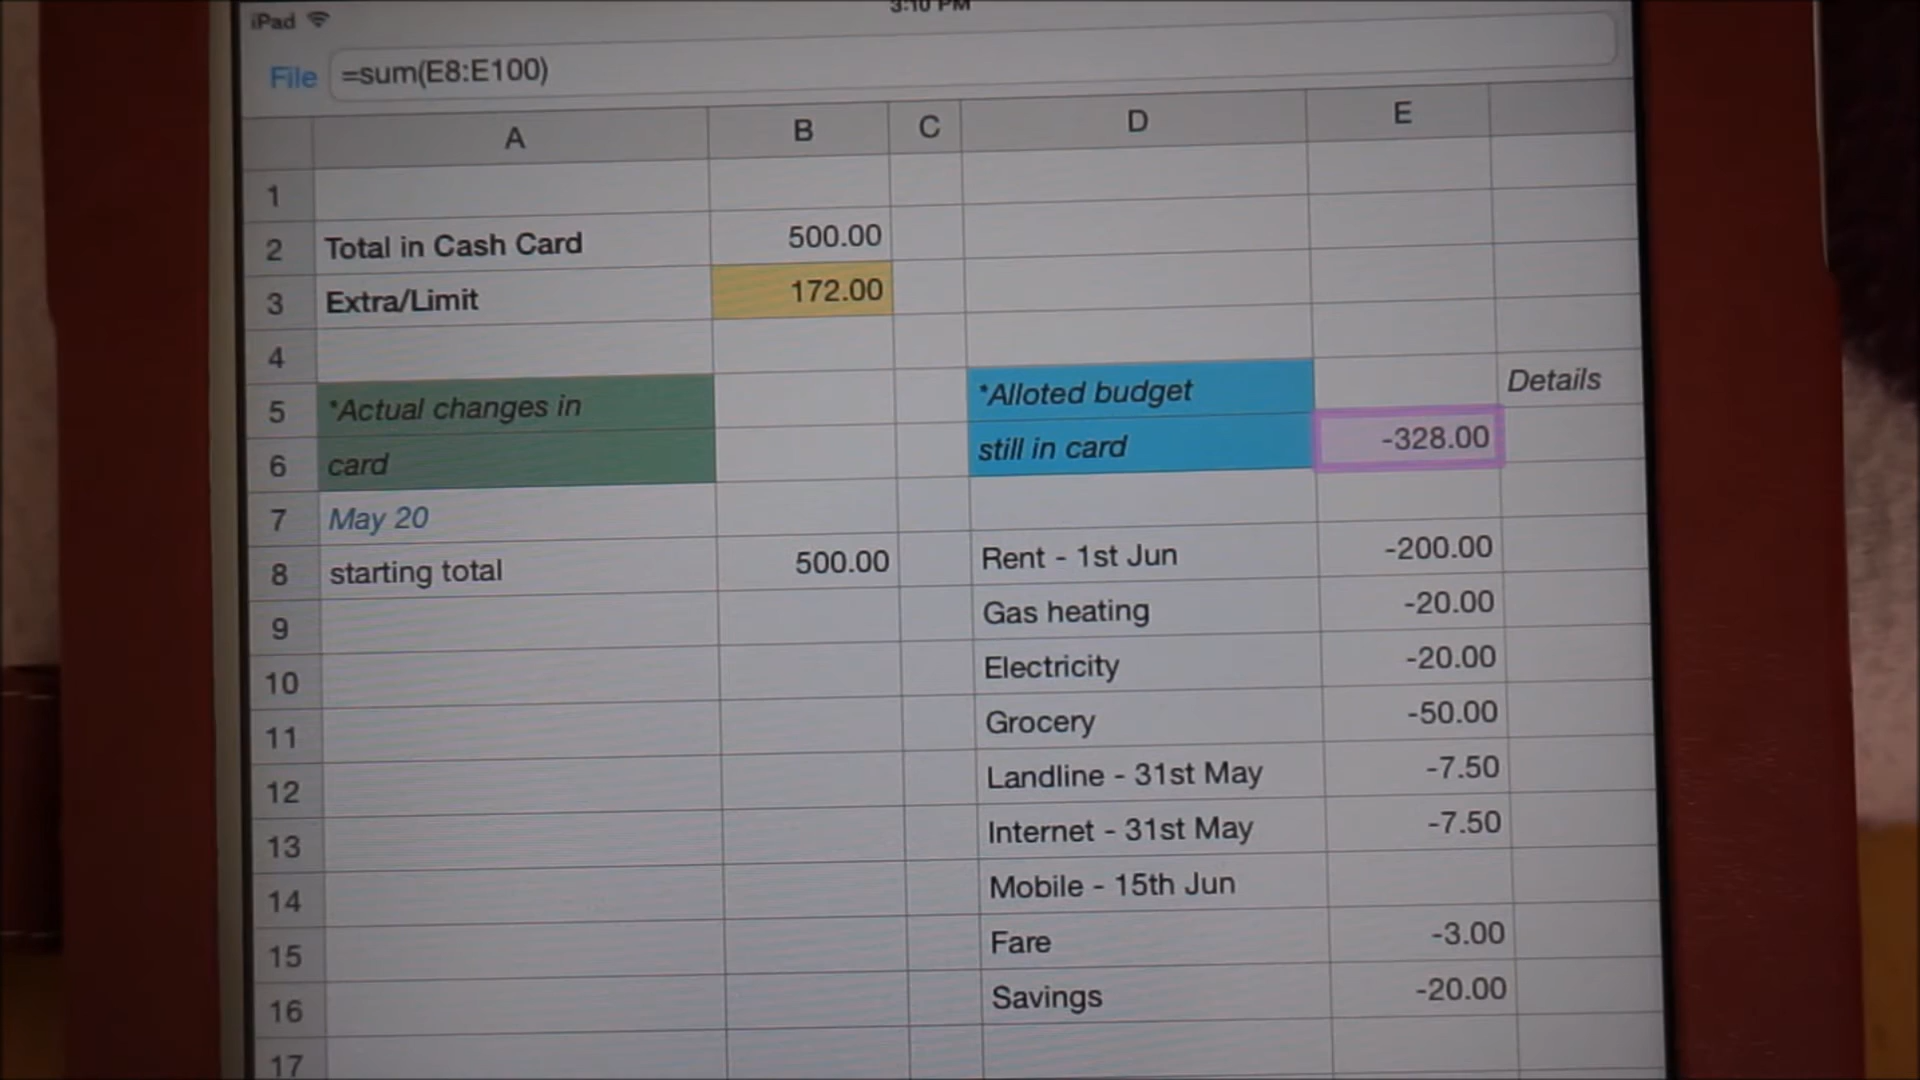 iPad
3:10 PM
File =sum(E8:E100)
A B C D E
1
2 Total in Cash Card 500.00
3 Extra/Limit 172.00
4
5 *Actual changes in *Alloted budget Details
6 card still in card -328.00
7 May 20
8 starting total 500.00 Rent - 1st Jun -200.00
9 Gas heating -20.00
10 Electricity -20.00
11 Grocery -50.00
12 Landline - 31st May -7.50
13 Internet - 31st May -7.50
14 Mobile - 15th Jun
15 Fare -3.00
16 Savings -20.00
17